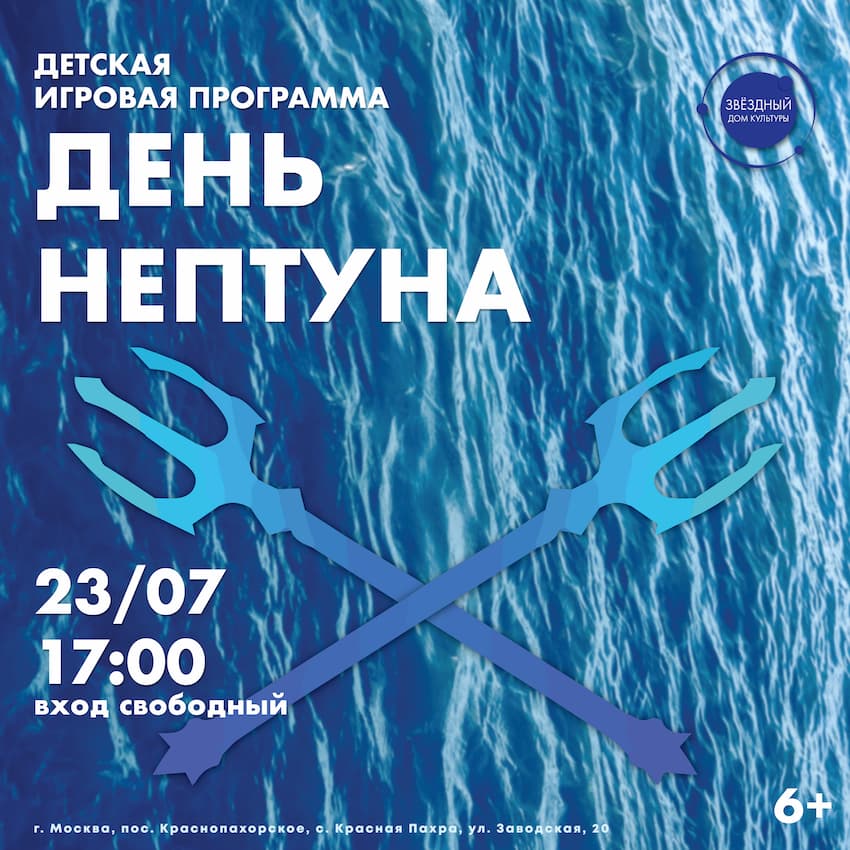 ДЕТСКАЯ
ИГРОВАЯ ПРОГРАММА
ДЕНЬ
НЕПТУНА
ЗВЁЗДНЫЙ
ДОМ КУЛЬТУРЫ
23/07
17:00
вход свободный
6+
г. Москва, пос. Краснопахорское, с. Красная Пахра, ул. Заводская, 20